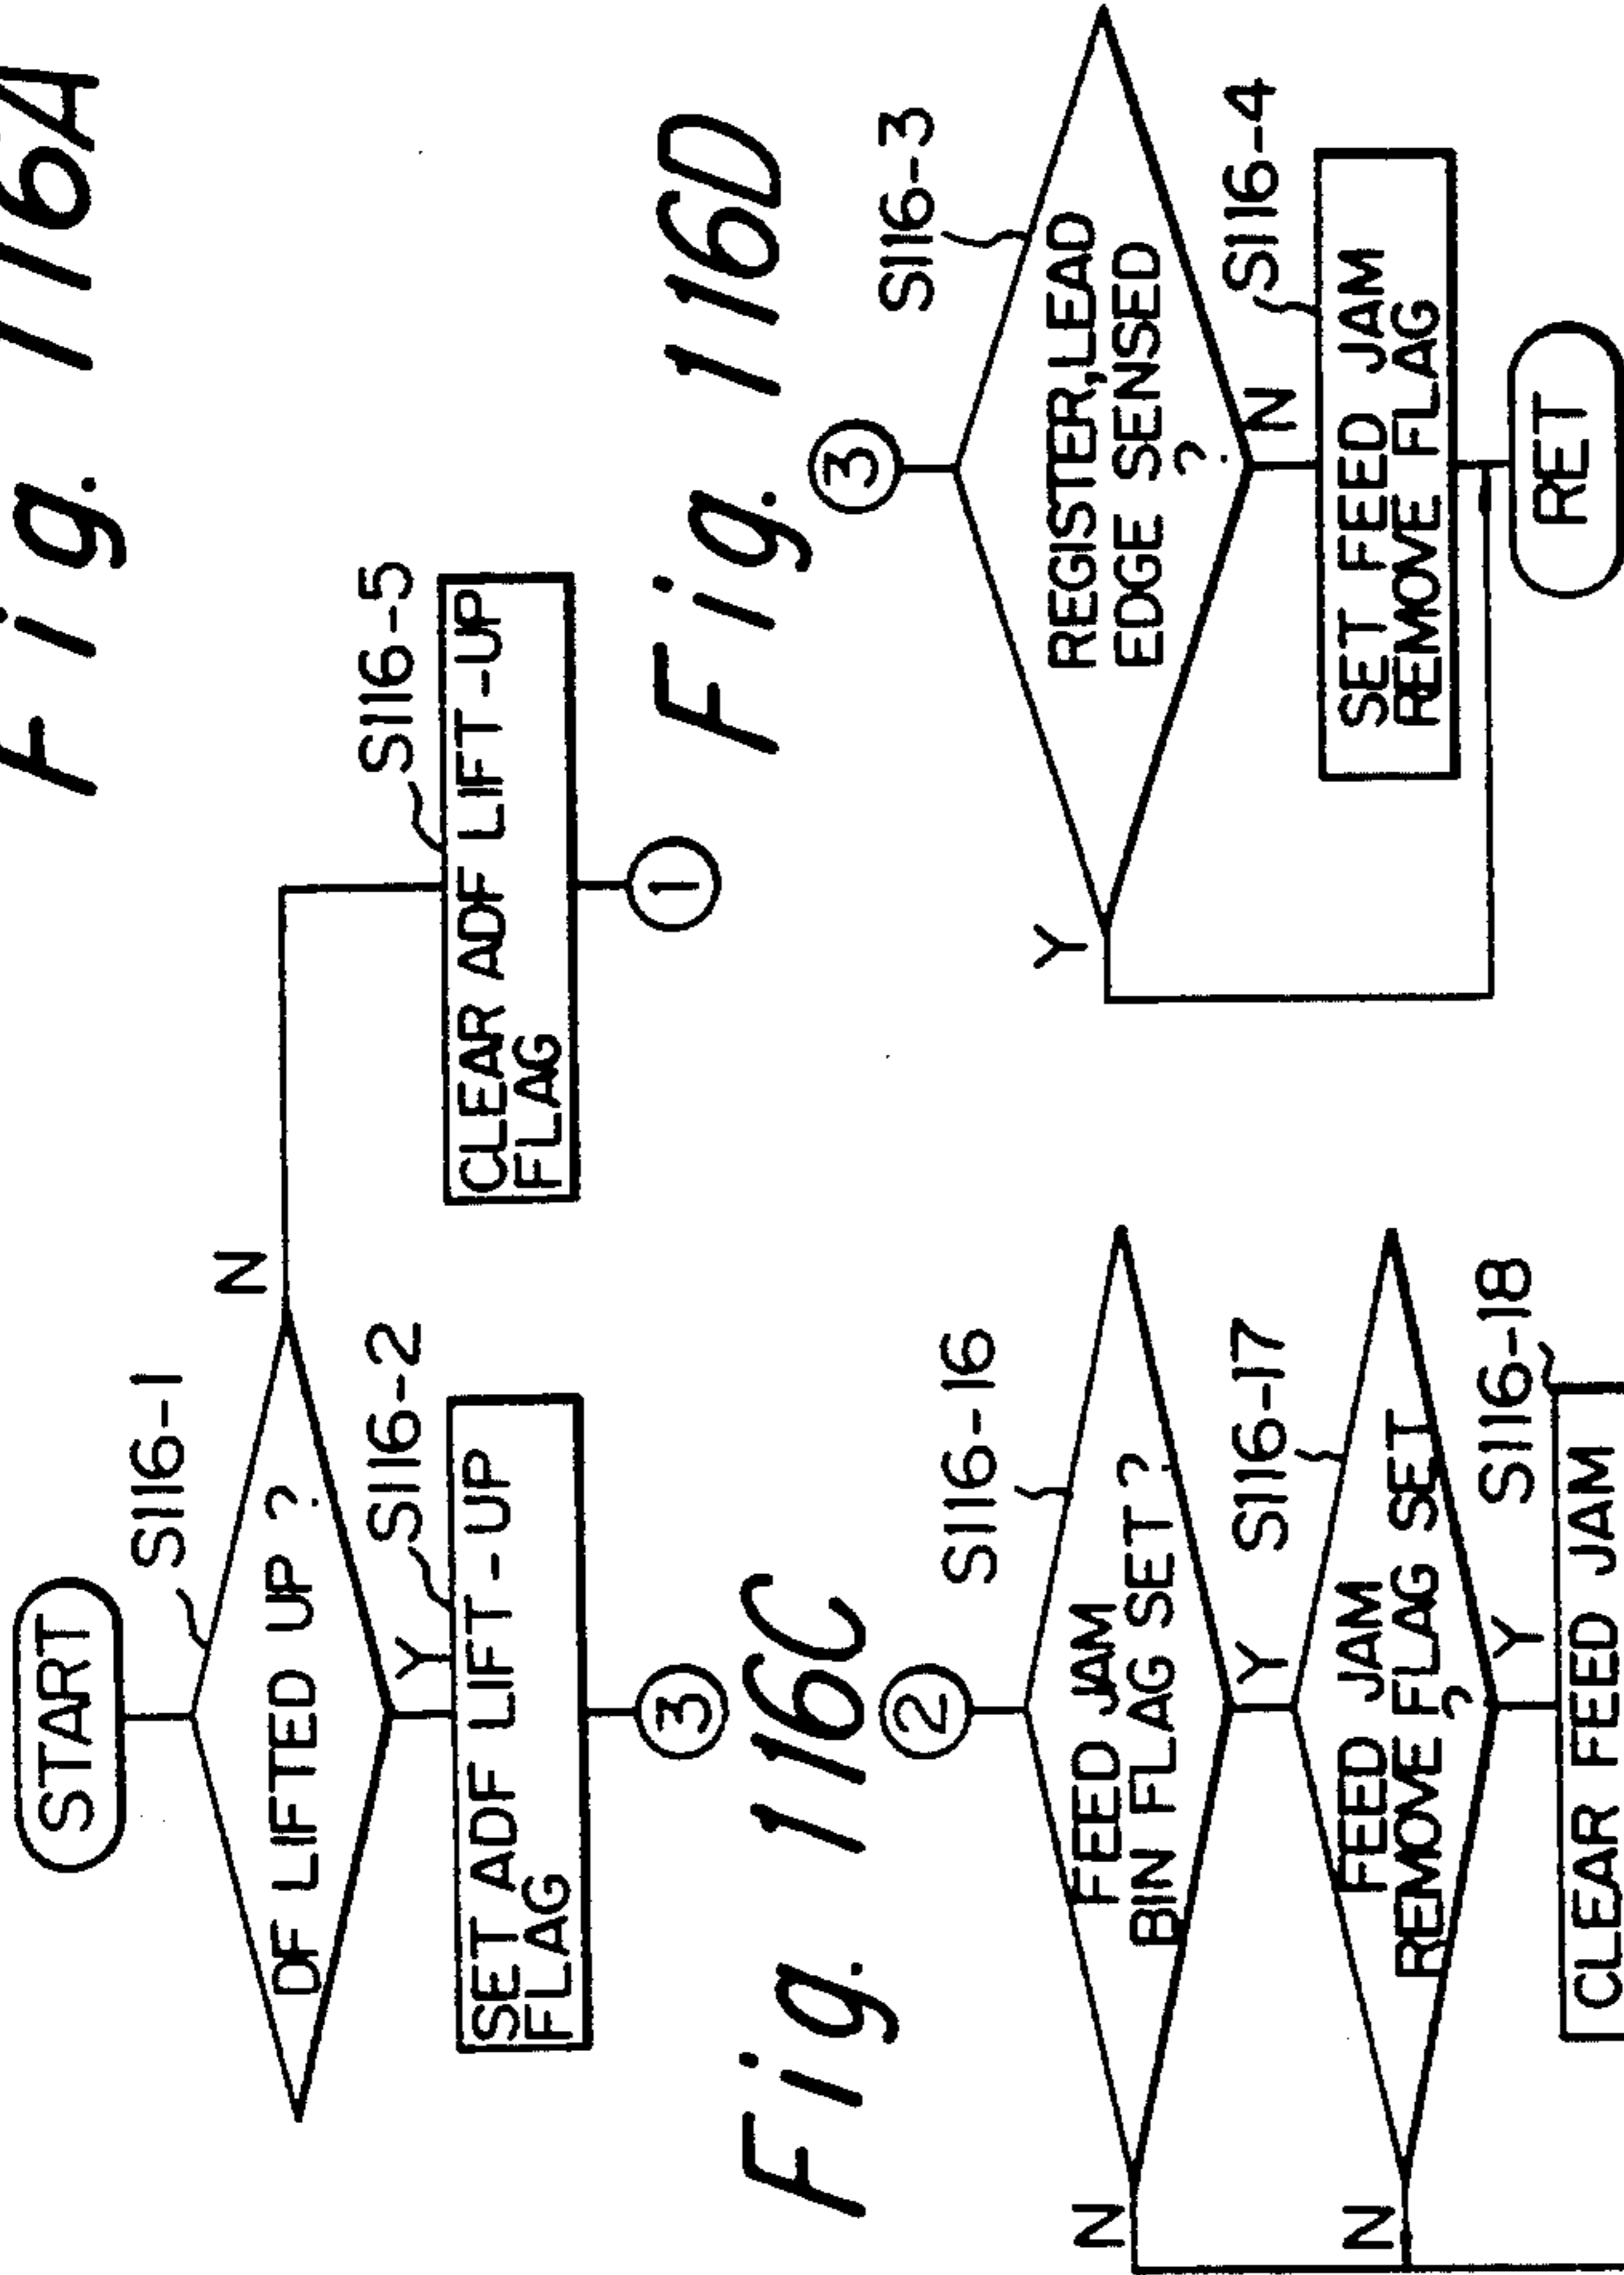 Fig. 116A
START
S116-1
DF LIFTED UP ?
N
Y
S116-2
SET ADF LIFT-UP
FLAG
3
S116-5
CLEAR ADF LIFT-UP
FLAG
1
Fig. 116C
2
S116-16
FEED JAM
BIN FLAG SET ?
N
Y
S116-17
FEED JAM
REMOVE FLAG SET
?
N
Y
S116-18
CLEAR FEED JAM
Fig. 116D
3
S116-3
REGISTER, LEAD
EDGE SENSED
?
Y
N
S116-4
SET FEED JAM
REMOVE FLAG
RET